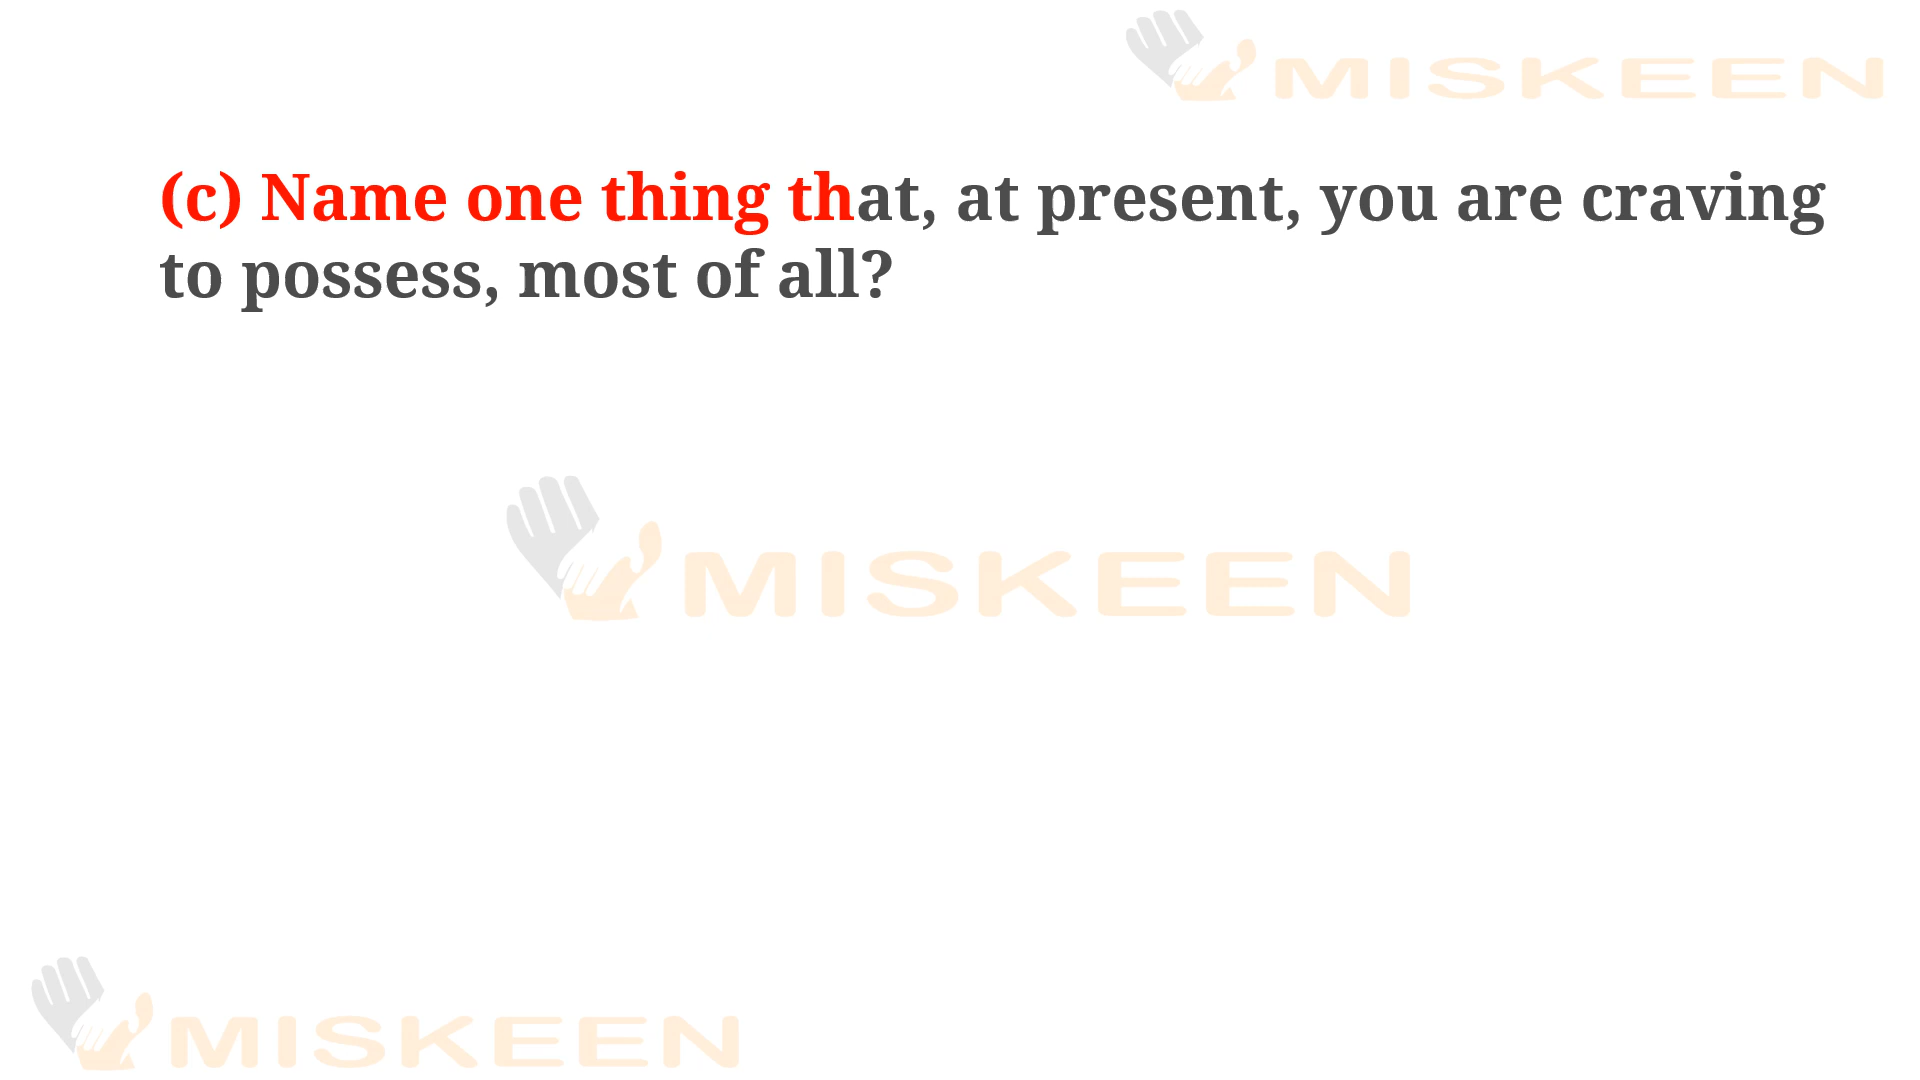 MISKEEN
(c) Name one thing that, at present, you are craving
to possess, most of all?
MISKEEN
MISKEEN